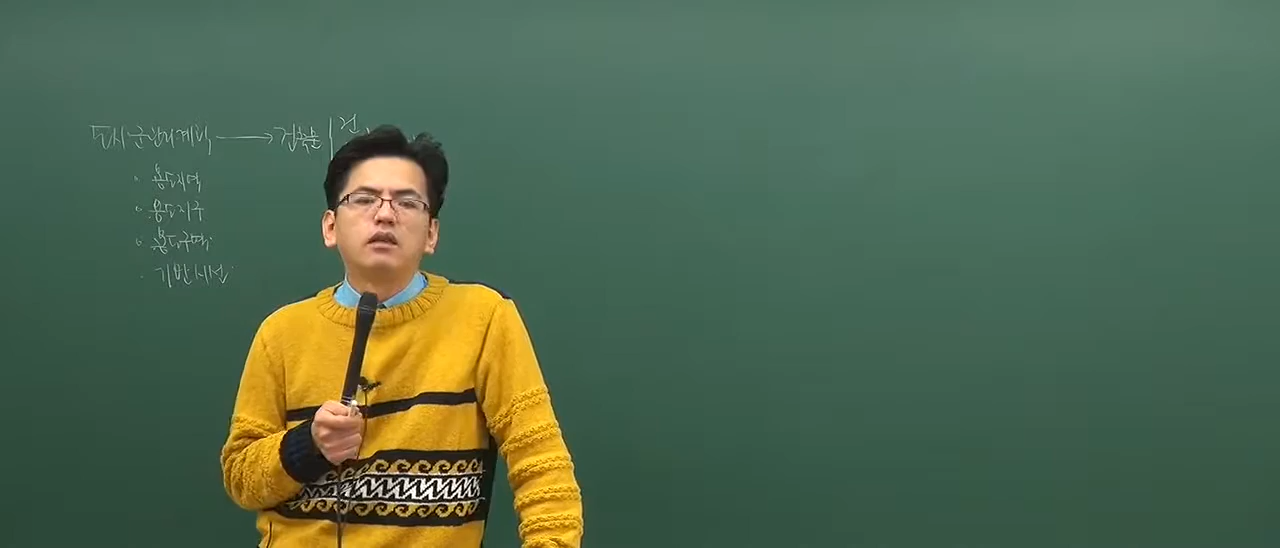 도시·군관리계획 → 건축물 건
· 용도지역
· 용도지구
· 용도구역
· 기반시설